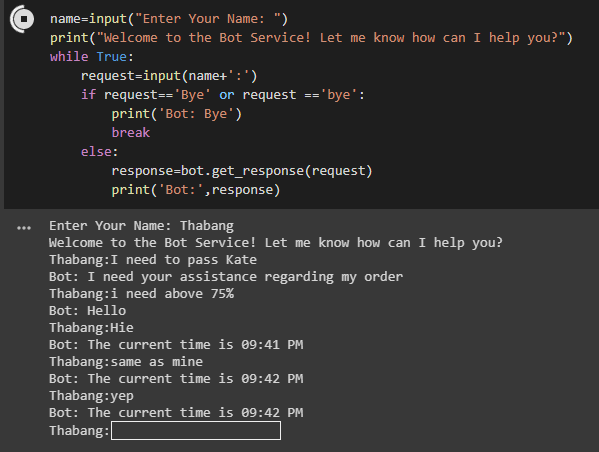 name=input("Enter Your Name: ")
print("Welcome to the Bot Service! Let me know how can I help you?")
while True:
    request=input(name+':')
    if request=='Bye' or request =='bye':
        print('Bot: Bye')
        break
    else:
        response=bot.get_response(request)
        print('Bot:',response)
Enter Your Name: Thabang
Welcome to the Bot Service! Let me know how can I help you?
Thabang:I need to pass Kate
Bot: I need your assistance regarding my order
Thabang:i need above 75%
Bot: Hello
Thabang:Hie
Bot: The current time is 09:41 PM
Thabang:same as mine
Bot: The current time is 09:42 PM
Thabang:yep
Bot: The current time is 09:42 PM
Thabang: